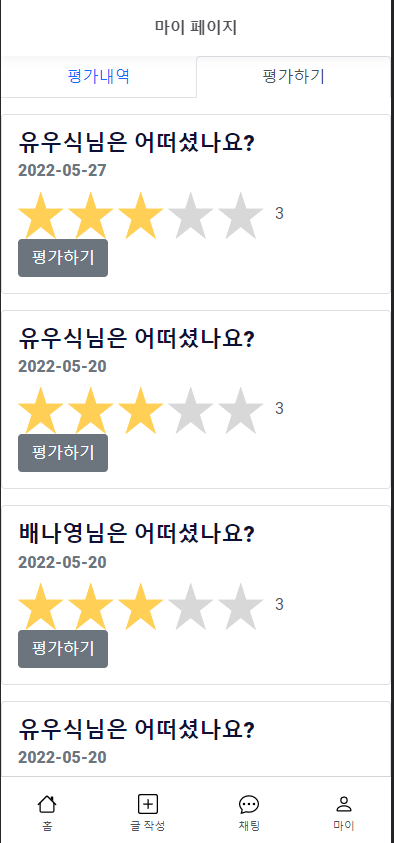 마이 페이지
평가내역
평가하기
유우식님은 어떠셨나요?
2022-05-27
3
평가하기
유우식님은 어떠셨나요?
2022-05-20
3
평가하기
배나영님은 어떠셨나요?
2022-05-20
3
평가하기
유우식님은 어떠셨나요?
2022-05-20
홈
글 작성
채팅
마이